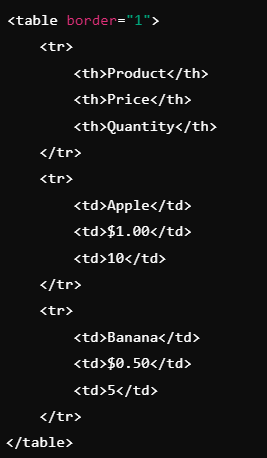 <table border="1">
    <tr>
        <th>Product</th>
        <th>Price</th>
        <th>Quantity</th>
    </tr>
    <tr>
        <td>Apple</td>
        <td>$1.00</td>
        <td>10</td>
    </tr>
    <tr>
        <td>Banana</td>
        <td>$0.50</td>
        <td>5</td>
    </tr>
</table>